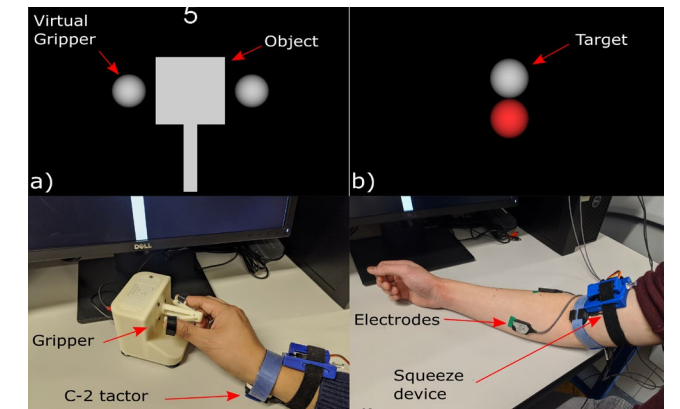 5
Virtual
Gripper
Object
a)
Target
b)
DELL
Gripper
C-2 tactor
Electrodes
Squeeze
device